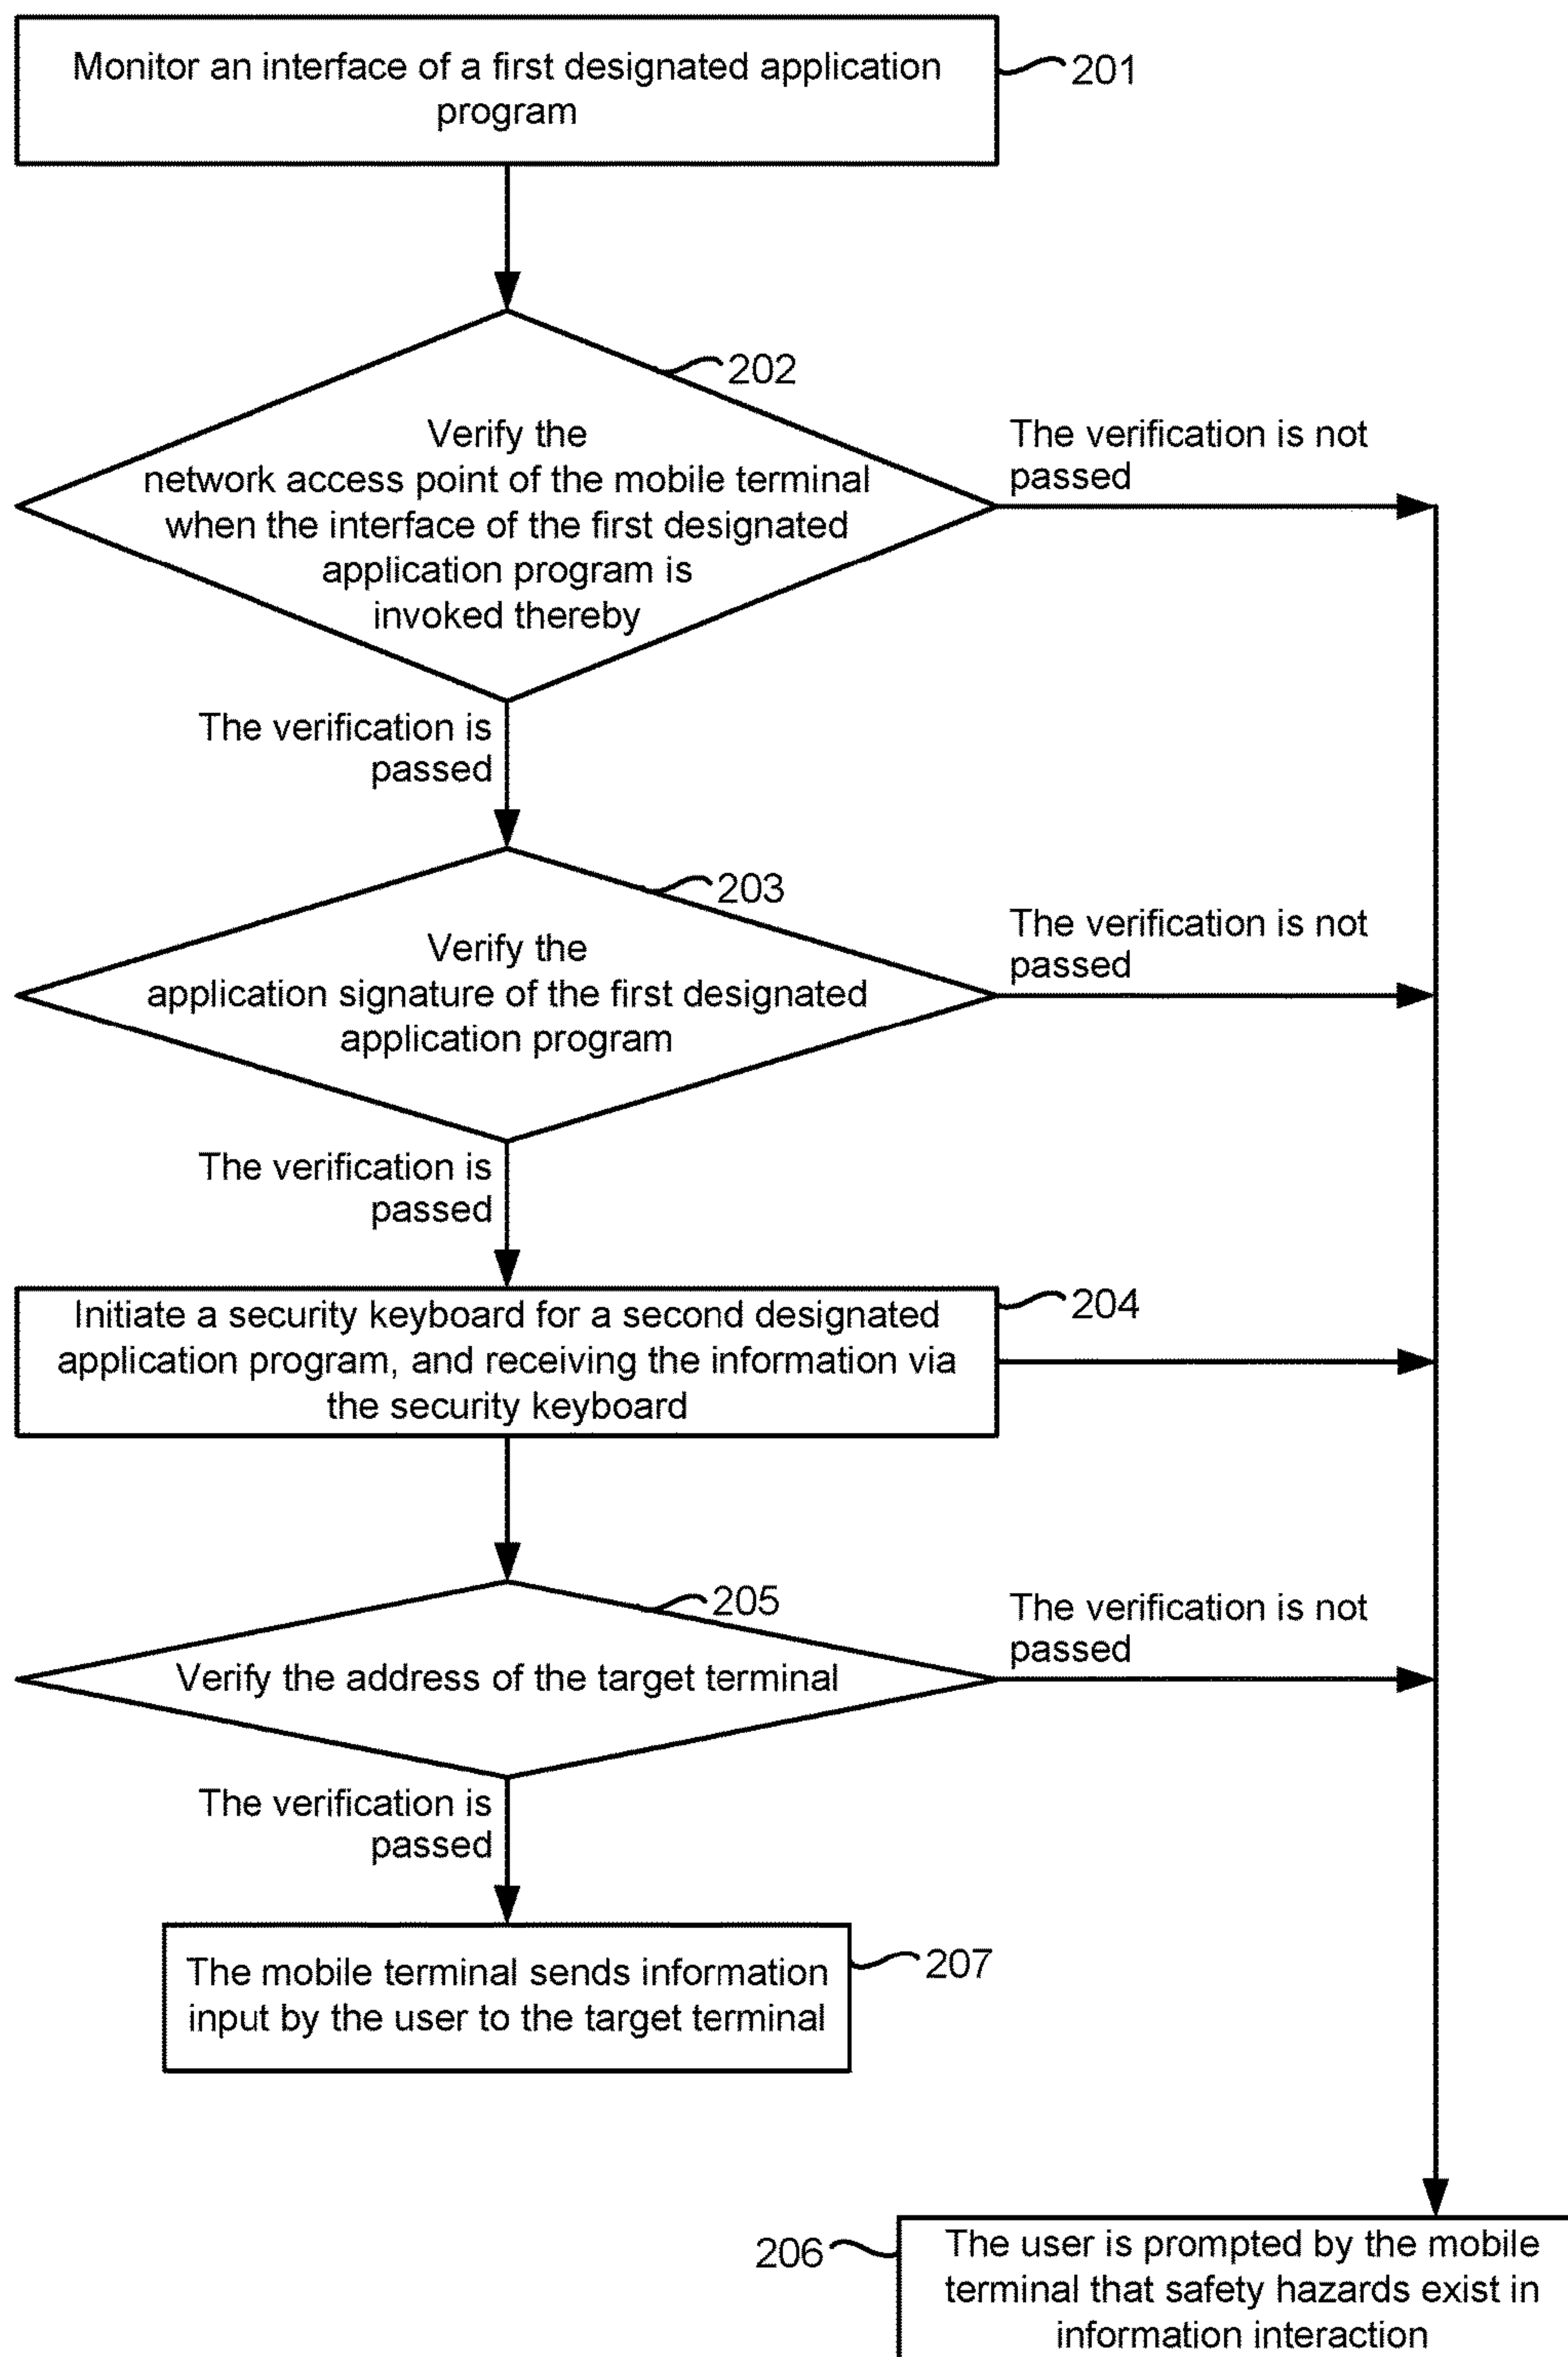 Monitor an interface of a first designated application
program
201
202
Verify the
network access point of the mobile terminal
when the interface of the first designated
application program is
invoked thereby
The verification is not
passed
The verification is
passed
203
Verify the
application signature of the first designated
application program
The verification is not
passed
The verification is
passed
Initiate a security keyboard for a second designated
application program, and receiving the information via
the security keyboard
204
205
Verify the address of the target terminal
The verification is not
passed
The verification is
passed
The mobile terminal sends information
input by the user to the target terminal
207
206
The user is prompted by the mobile
terminal that safety hazards exist in
information interaction